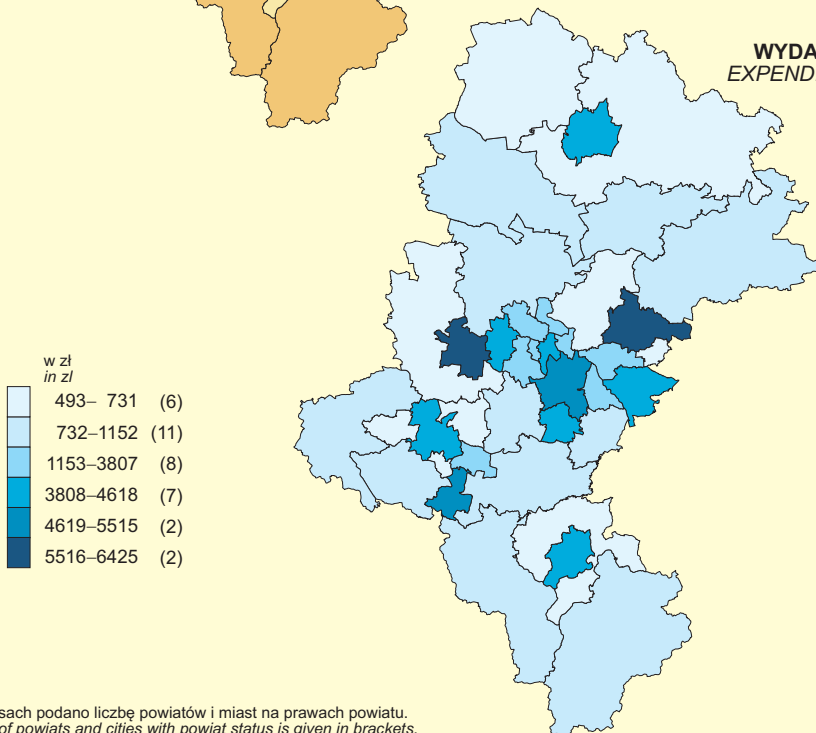 WYDA
EXPEND
w zł
in zl
493– 731 (6)
732–1152 (11)
1153–3807 (8)
3808–4618 (7)
4619–5515 (2)
5516–6425 (2)
sach podano liczbę powiatów i miast na prawach powiatu.
of powiats and cities with powiat status is given in brackets.